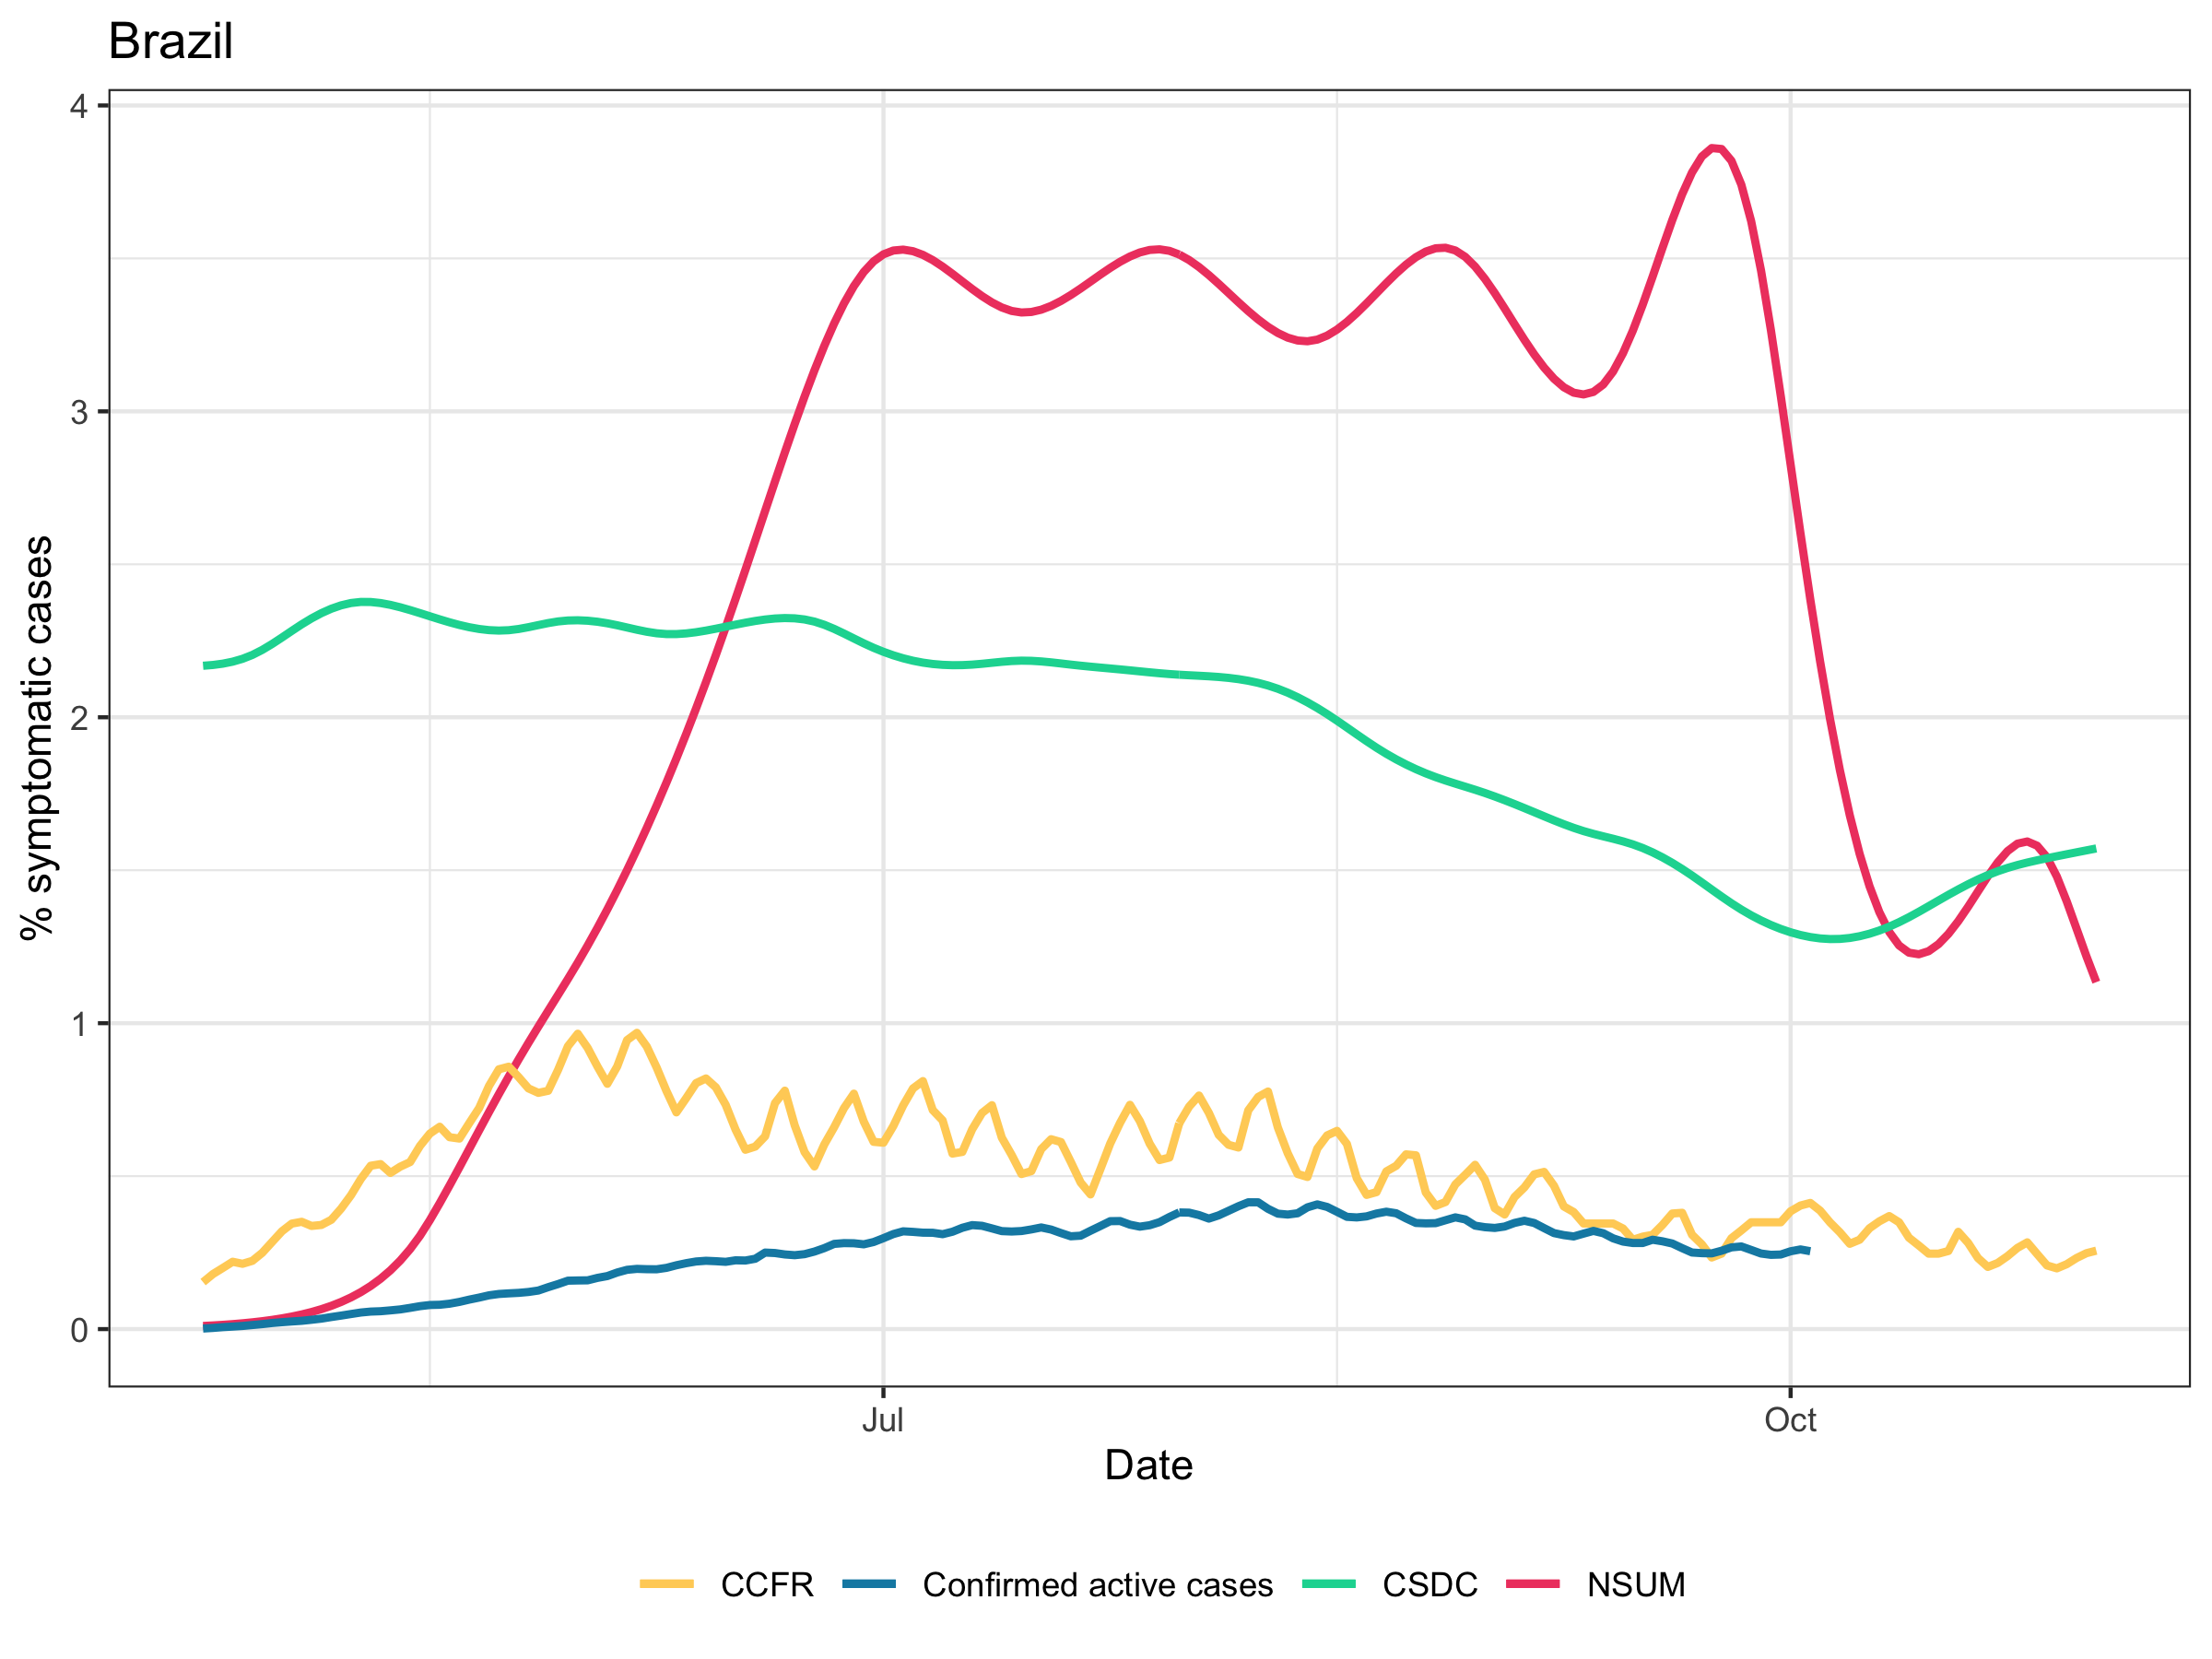 Brazil
4
3
2
1
0
% symptomatic cases
Jul
Oct
Date
CCFR
Confirmed active cases
CSDC
NSUM